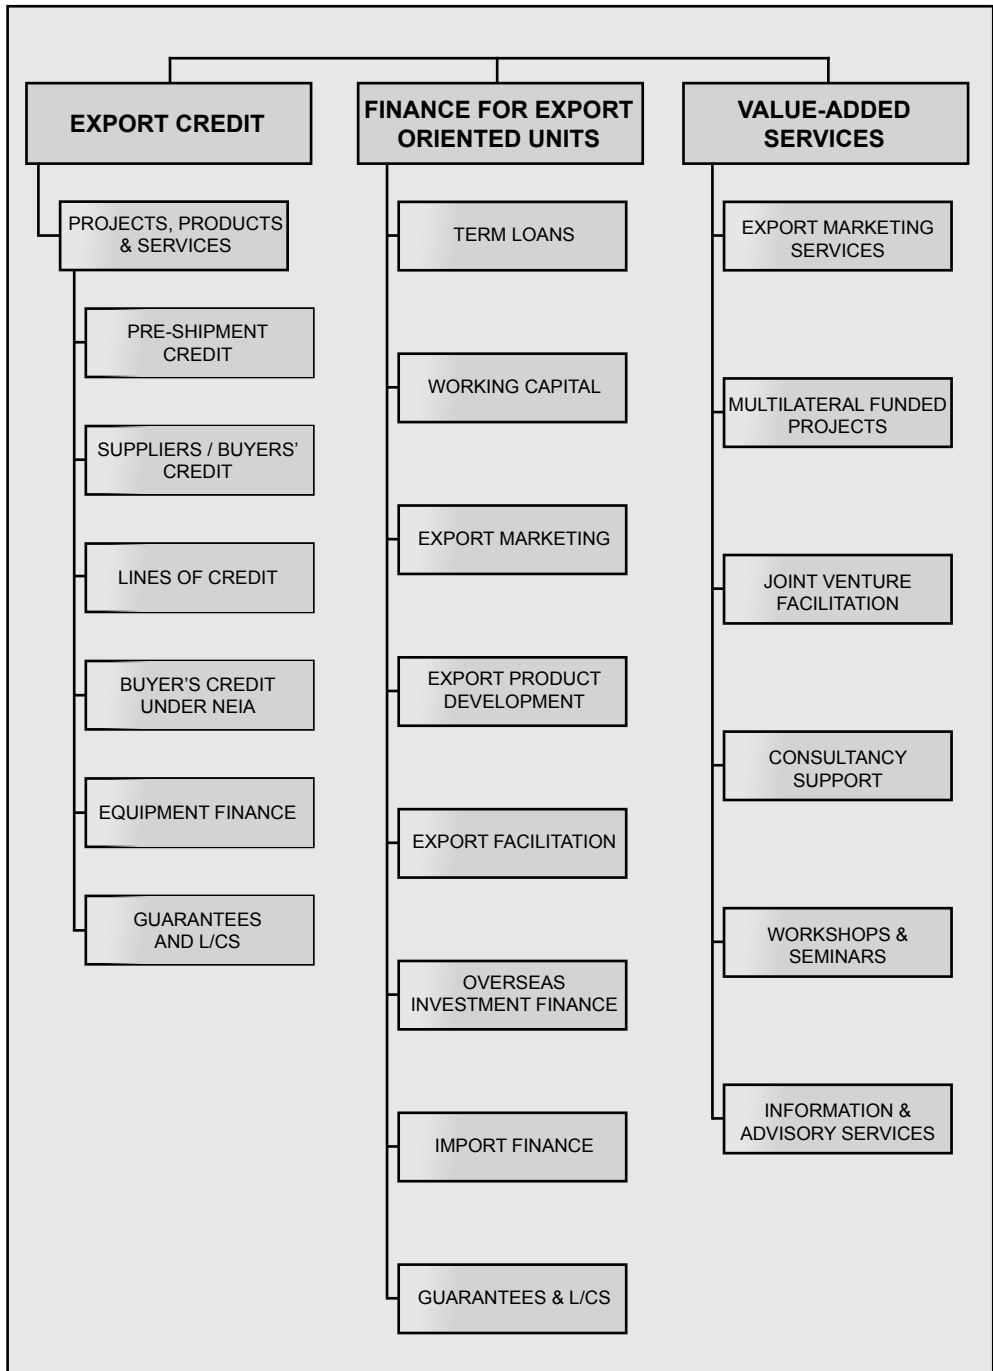 EXPORT CREDIT
PROJECTS, PRODUCTS
& SERVICES
PRE-SHIPMENT
CREDIT
SUPPLIERS / BUYERS’
CREDIT
LINES OF CREDIT
BUYER’S CREDIT
UNDER NEIA
EQUIPMENT FINANCE
GUARANTEES
AND L/CS
FINANCE FOR EXPORT
ORIENTED UNITS
TERM LOANS
WORKING CAPITAL
EXPORT MARKETING
EXPORT PRODUCT
DEVELOPMENT
EXPORT FACILITATION
OVERSEAS
INVESTMENT FINANCE
IMPORT FINANCE
GUARANTEES & L/CS
VALUE-ADDED
SERVICES
EXPORT MARKETING
SERVICES
MULTILATERAL FUNDED
PROJECTS
JOINT VENTURE
FACILITATION
CONSULTANCY
SUPPORT
WORKSHOPS &
SEMINARS
INFORMATION &
ADVISORY SERVICES